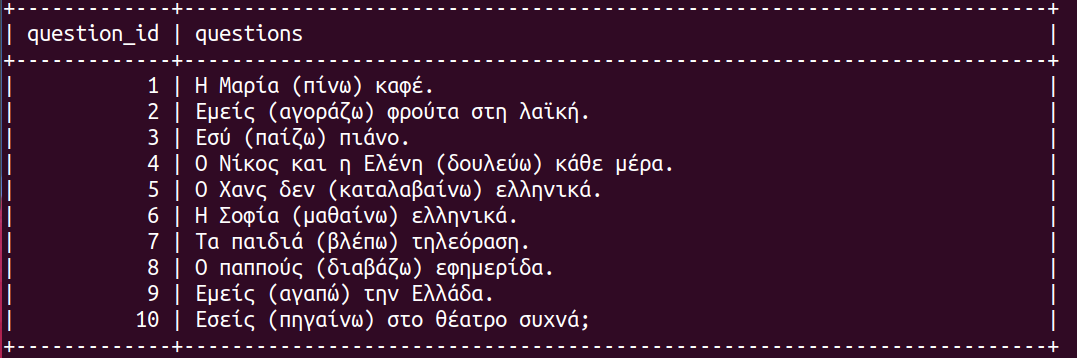 question_id | questions
1 | Η Μαρία (πίνω) καφέ.
2 | Εμείς (αγοράζω) φρούτα στη λαϊκή.
3 | Εσύ (παίζω) πιάνο.
4 | Ο Νίκος και η Ελένη (δουλεύω) κάθε μέρα.
5 | Ο Χανς δεν (καταλαβαίνω) ελληνικά.
6 | Η Σοφία (μαθαίνω) ελληνικά.
7 | Τα παιδιά (βλέπω) τηλεόραση.
8 | Ο παππούς (διαβάζω) εφημερίδα.
9 | Εμείς (αγαπώ) την Ελλάδα.
10 | Εσείς (πηγαίνω) στο θέατρο συχνά;